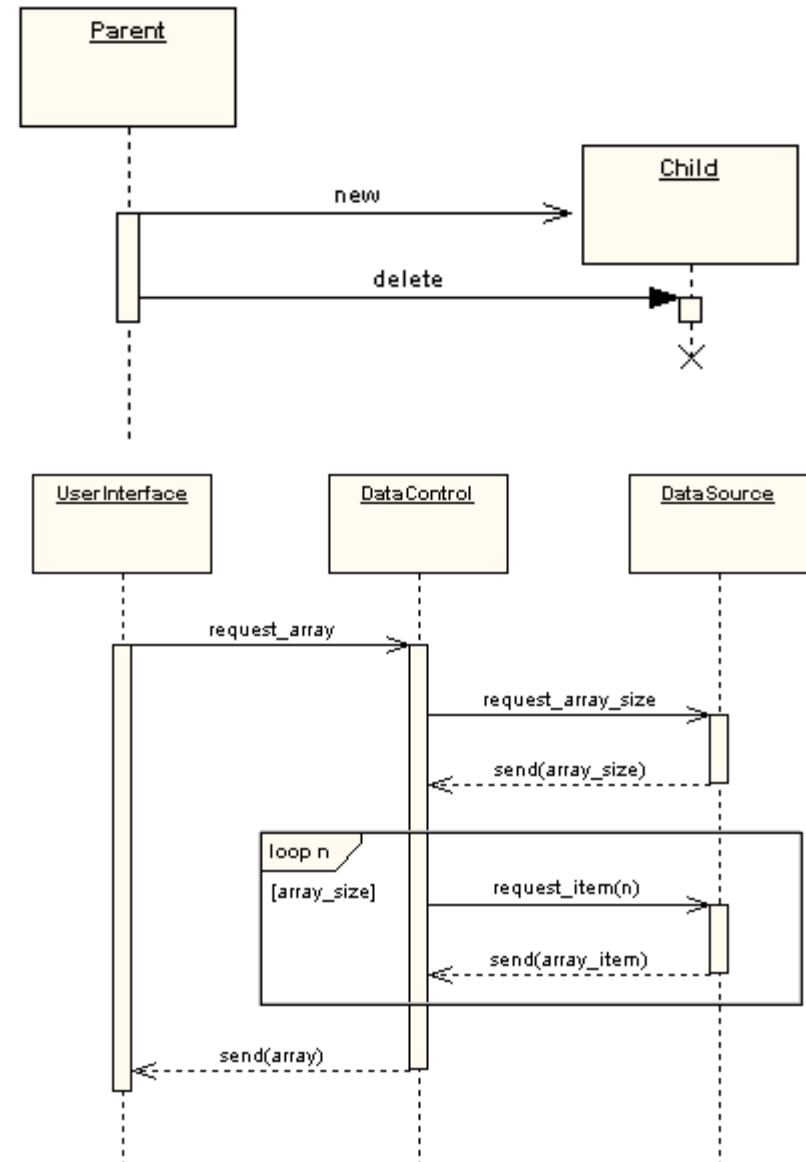 Parent
Child
new
delete
UserInterface
DataControl
DataSource
request_array
request_array_size
send(array_size)
loop n
[array_size]
request_item(n)
send(array_item)
send(array)